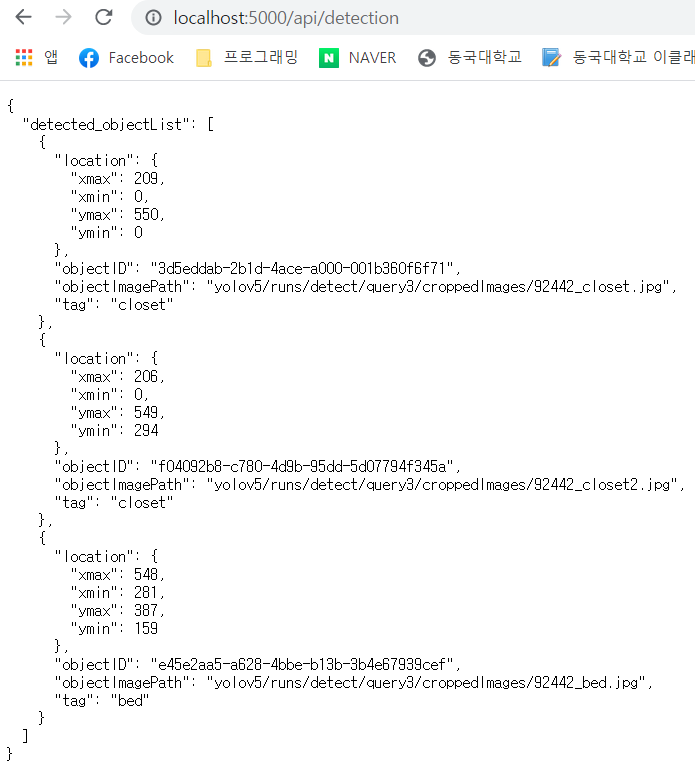 localhost:5000/api/detection
앱 Facebook 프로그래밍 NAVER 동국대학교 동국대학교 이클래
{
  "detected_objectList": [
    {
      "location": {
        "xmax": 209,
        "xmin": 0,
        "ymax": 550,
        "ymin": 0
      },
      "objectID": "3d5eddab-2b1d-4ace-a000-001b360f6f71",
      "objectImagePath": "yolov5/runs/detect/query3/croppedImages/92442_closet.jpg",
      "tag": "closet"
    },
    {
      "location": {
        "xmax": 206,
        "xmin": 0,
        "ymax": 549,
        "ymin": 294
      },
      "objectID": "f04092b8-c780-4d9b-95dd-5d07794f345a",
      "objectImagePath": "yolov5/runs/detect/query3/croppedImages/92442_closet2.jpg",
      "tag": "closet"
    },
    {
      "location": {
        "xmax": 548,
        "xmin": 281,
        "ymax": 387,
        "ymin": 159
      },
      "objectID": "e45e2aa5-a628-4bbe-b13b-3b4e67939cef",
      "objectImagePath": "yolov5/runs/detect/query3/croppedImages/92442_bed.jpg",
      "tag": "bed"
    }
  ]
}